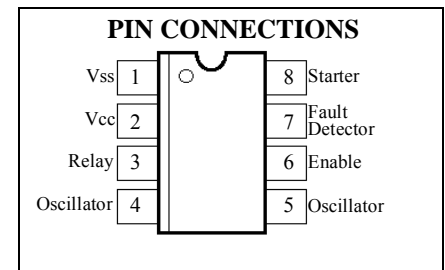 PIN CONNECTIONS
Vss 1
8 Starter
Vcc 2
7 Fault
Detector
Relay 3
6 Enable
Oscillator 4
5 Oscillator